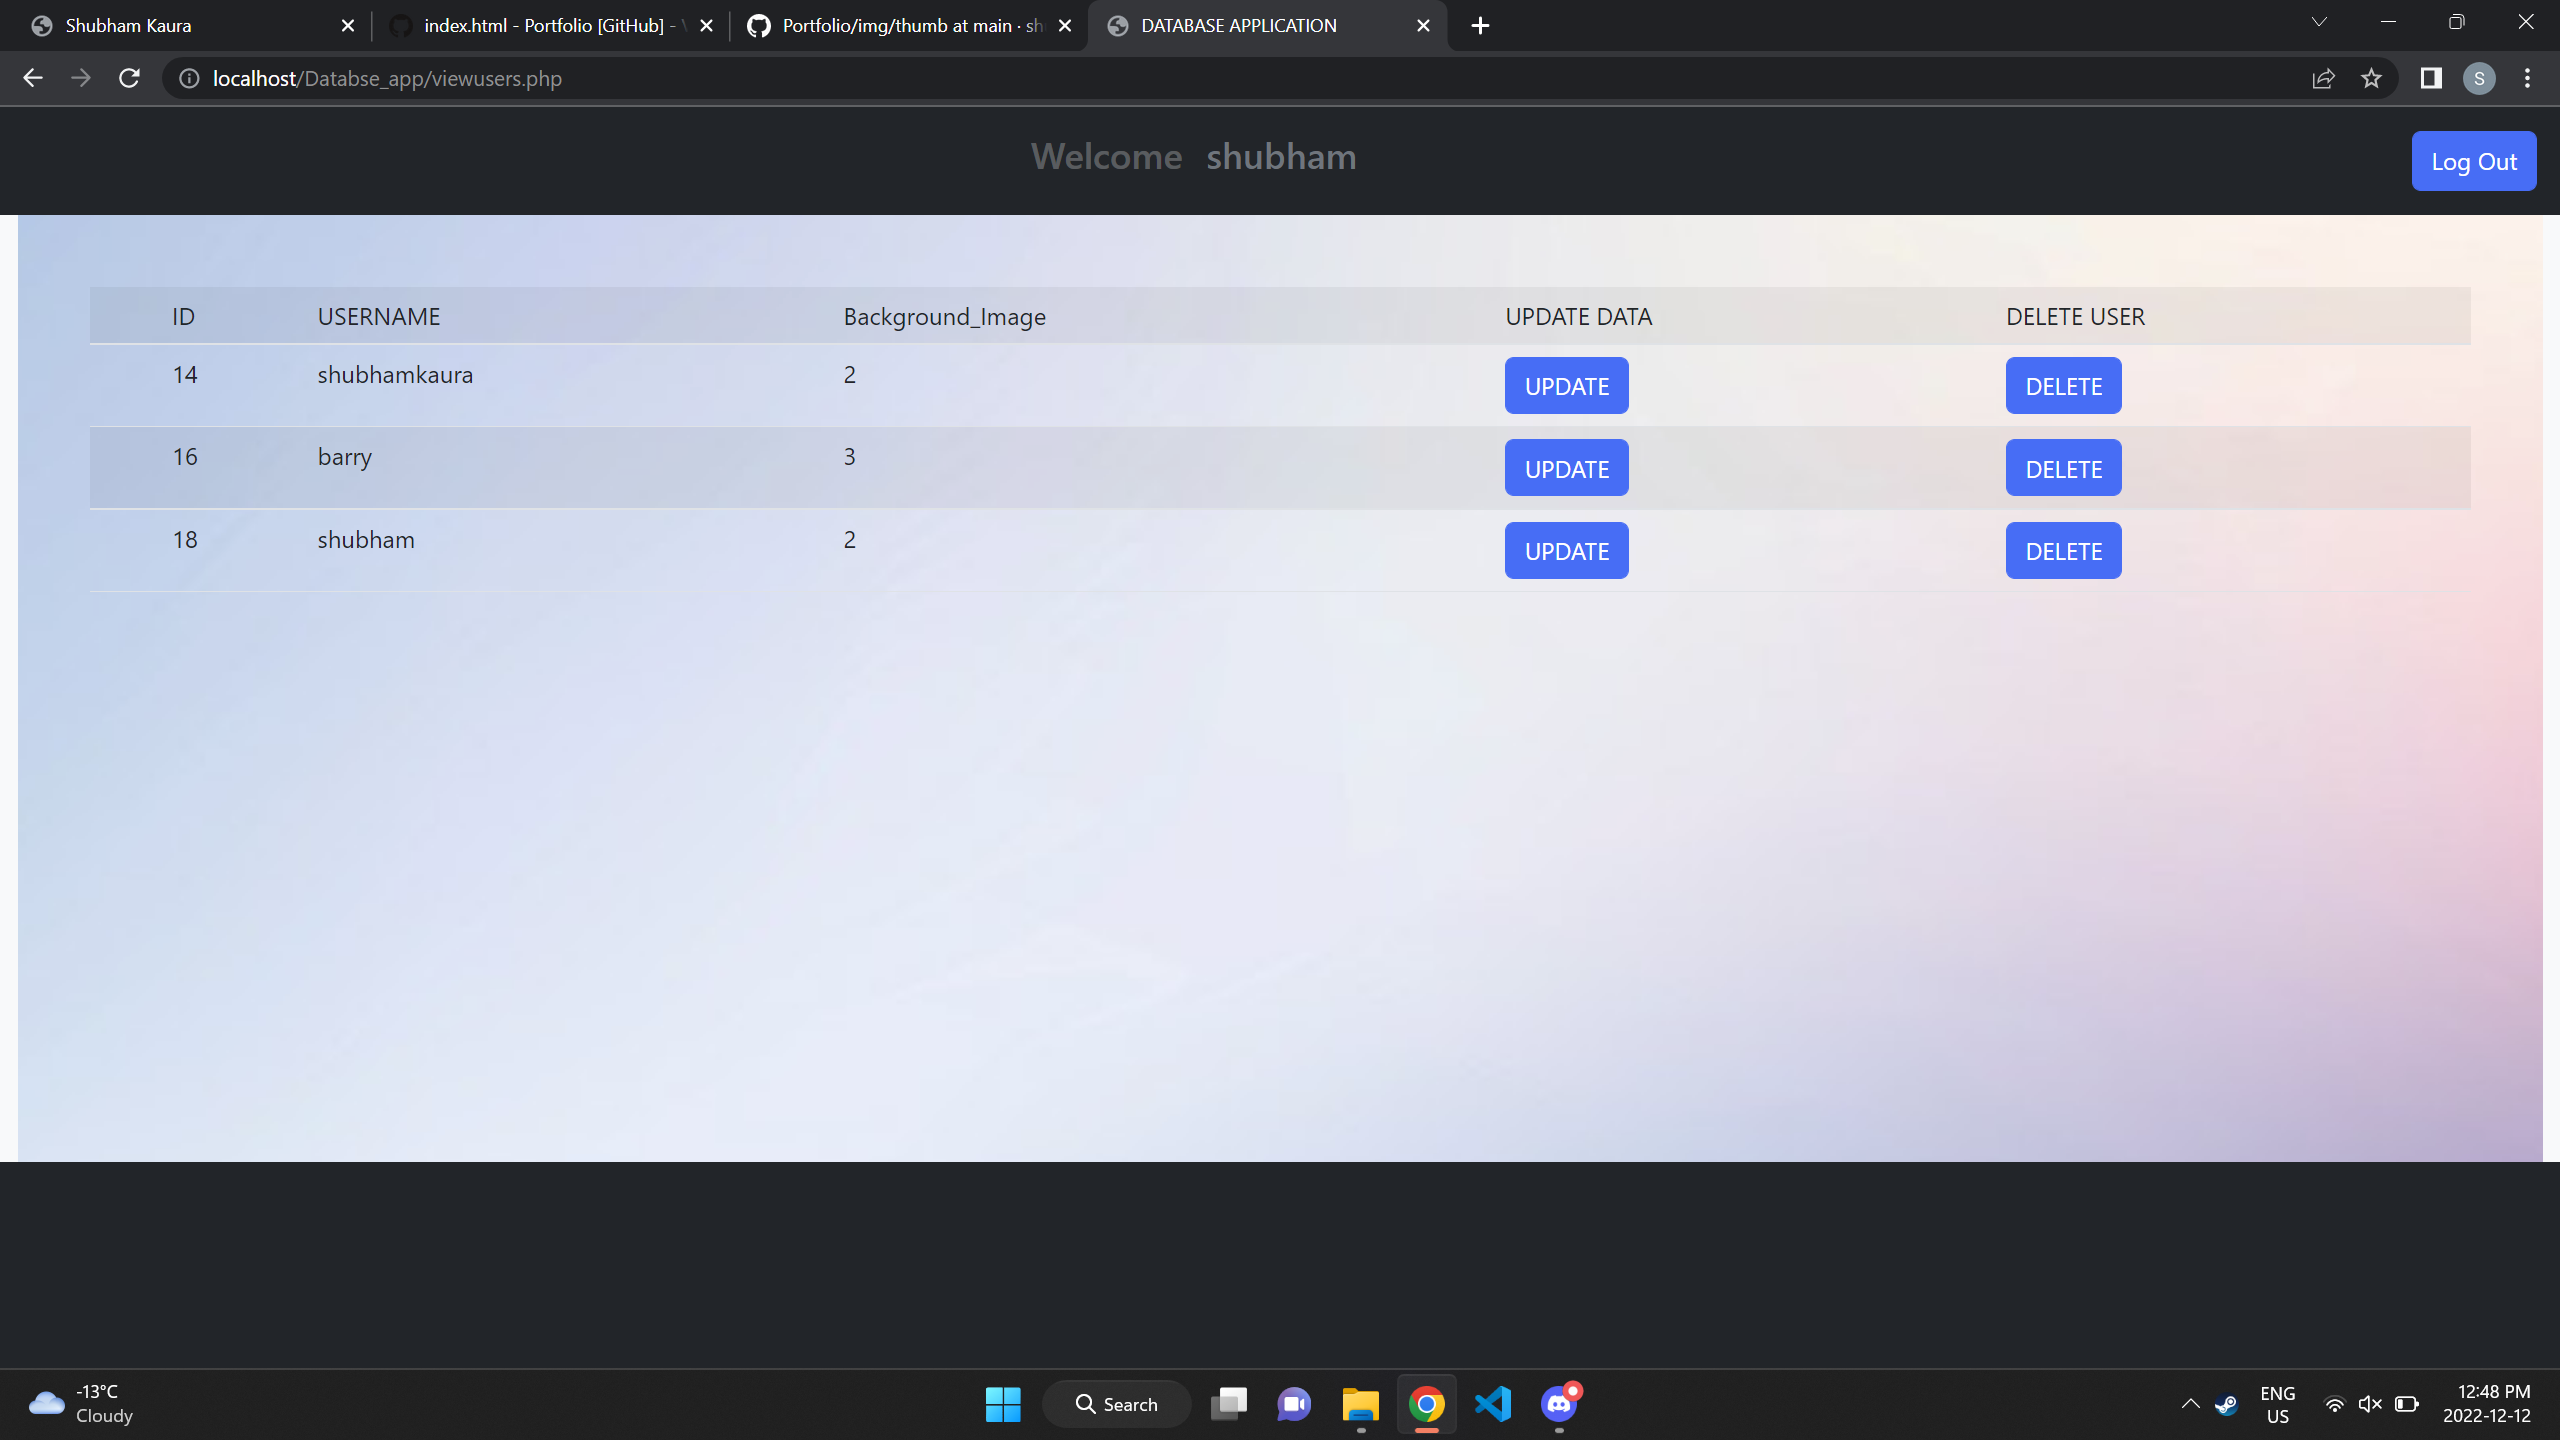 Shubham Kaura
index.html - Portfolio [GitHub] -
Portfolio/img/thumb at main · sh
DATABASE APPLICATION
localhost/Databse_app/viewusers.php
S
Welcome shubham
Log Out
ID USERNAME Background_Image UPDATE DATA DELETE USER
14 shubhamkaura 2 UPDATE DELETE
16 barry 3 UPDATE DELETE
18 shubham 2 UPDATE DELETE
-13°C
Cloudy
Search
ENG
US
12:48 PM
2022-12-12